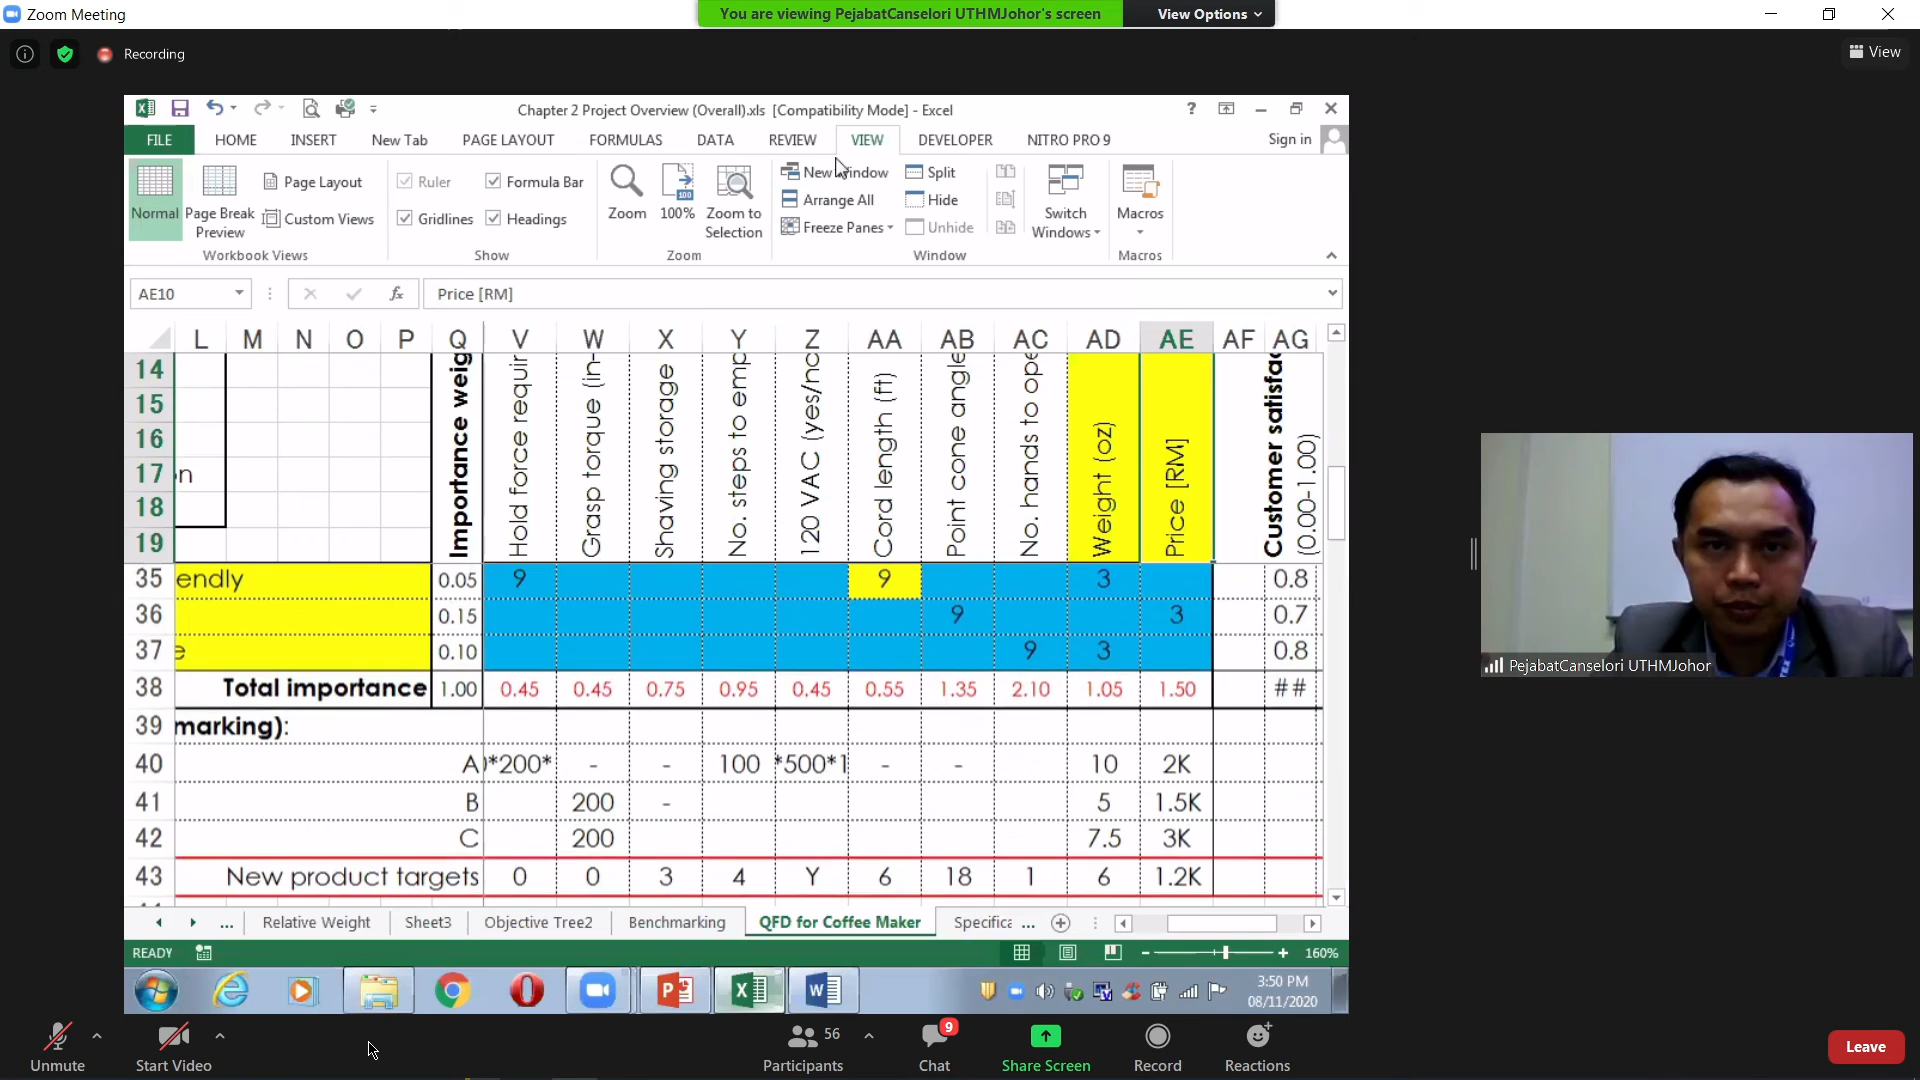 Zoom Meeting
You are viewing PejabatCanselori UTHMJohor's screen
View Options
Recording
View
Chapter 2 Project Overview (Overall).xls [Compatibility Mode] - Excel
FILE HOME INSERT New Tab PAGE LAYOUT FORMULAS DATA REVIEW VIEW DEVELOPER NITRO PRO 9 Sign in
Normal
Page Break Preview
Page Layout
Custom Views
Workbook Views
Ruler
Formula Bar
Gridlines
Headings
Show
Zoom
100%
Zoom to Selection
Zoom
New Window
Arrange All
Freeze Panes
Split
Hide
Unhide
Window
Switch Windows
Macros
Macros
AE10
fx
Price [RM]
L M N O P Q V W X Y Z AA AB AC AD AE AF AG
14
15
16
17 on
18
19
Importance weig
Hold force requir
Grasp torque (in-
Shaving storage
No. steps to emp
120 VAC (yes/no
Cord length (ft)
Point cone angle
No. hands to ope
Weight (oz)
Price [RM]
Customer satisfac
(0.00-1.00)
35 endly 0.05 9 9 3 0.8
36 0.15 9 3 0.7
37 e 0.10 9 3 0.8
38 Total importance 1.00 0.45 0.45 0.75 0.95 0.45 0.55 1.35 2.10 1.05 1.50 ##
39 marking):
40 A )*200* - - 100 *500*1 - - 10 2K
41 B 200 - 5 1.5K
42 C 200 7.5 3K
43 New product targets 0 0 3 4 Y 6 18 1 6 1.2K
... Relative Weight Sheet3 Objective Tree2 Benchmarking QFD for Coffee Maker Specifica ...
READY
160%
3:50 PM
08/11/2020
PejabatCanselori UTHMJohor
Unmute
Start Video
56
Participants
9
Chat
Share Screen
Record
Reactions
Leave